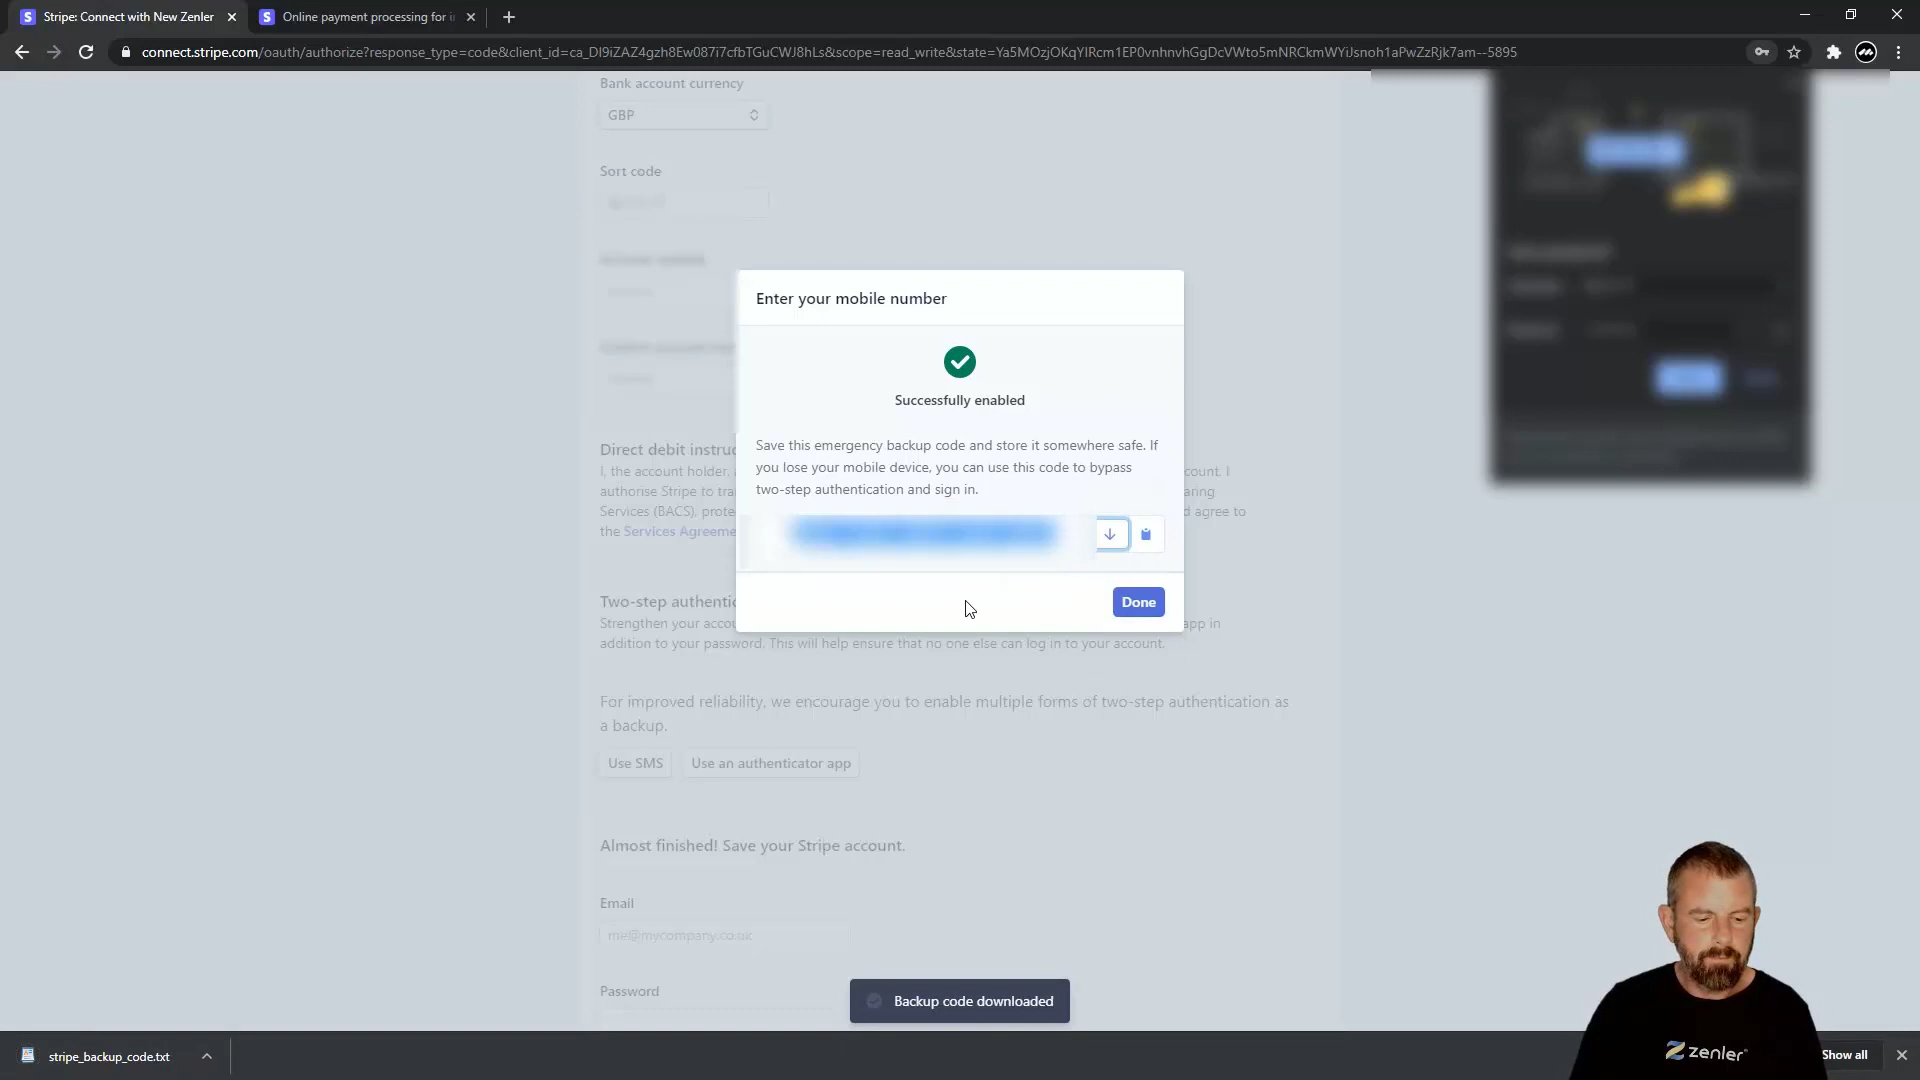 Stripe: Connect with New Zenler
Online payment processing for i
connect.stripe.com/oauth/authorize?response_type=code&client_id=ca_DI9iZAZ4gzh8Ew087i7cfbTGuCWJ8hLs&scope=read_write&state=Ya5MOzjOKqYIRcm1EP0vnhnvhGgDcVWto5mNRCkmWYiJsnoh1aPwZzRjk7am--5895
Bank account currency
GBP
Sort code
Enter your mobile number
Successfully enabled
Save this emergency backup code and store it somewhere safe. If
you lose your mobile device, you can use this code to bypass
two-step authentication and sign in.
Done
Direct debit instruc
I, the account holder, count. I
authorise Stripe to tra aring
Services (BACS), prote d agree to
the Services Agreeme
Two-step authentic
Strengthen your accou app in
addition to your password. This will help ensure that no one else can log in to your account.
For improved reliability, we encourage you to enable multiple forms of two-step authentication as
a backup.
Use SMS Use an authenticator app
Almost finished! Save your Stripe account.
Email
me@mycompany.co.uk
Password
Backup code downloaded
stripe_backup_code.txt
zenler
Show all